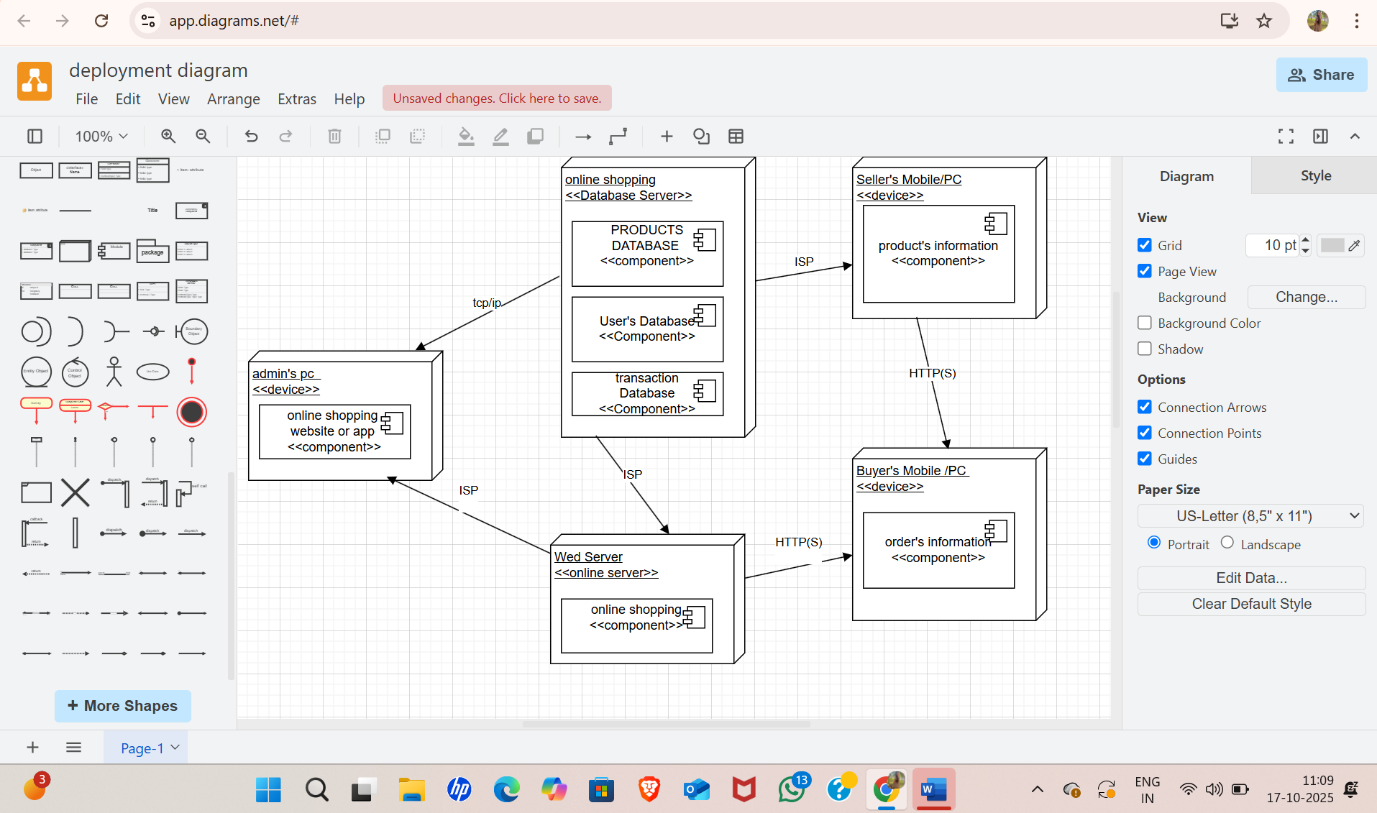 app.diagrams.net/#
deployment diagram
File Edit View Arrange Extras Help
Unsaved changes. Click here to save.
Share
100%
online shopping
<<Database Server>>
PRODUCTS
DATABASE
<<component>>
User's Database
<<Component>>
transaction
Database
<<Component>>
Seller's Mobile/PC
<<device>>
product's information
<<component>>
ISP
tcp/ip
admin's pc
<<device>>
online shopping
website or app
<<component>>
HTTP(S)
ISP
ISP
Buyer's Mobile /PC
<<device>>
order's information
<<component>>
HTTP(S)
Wed Server
<<online server>>
online shopping
<<component>>
Title
package
+ More Shapes
Page-1
Diagram
Style
View
Grid
10 pt
Page View
Background
Change...
Background Color
Shadow
Options
Connection Arrows
Connection Points
Guides
Paper Size
US-Letter (8,5" x 11")
Portrait
Landscape
Edit Data...
Clear Default Style
3
13
ENG
IN
11:09
17-10-2025